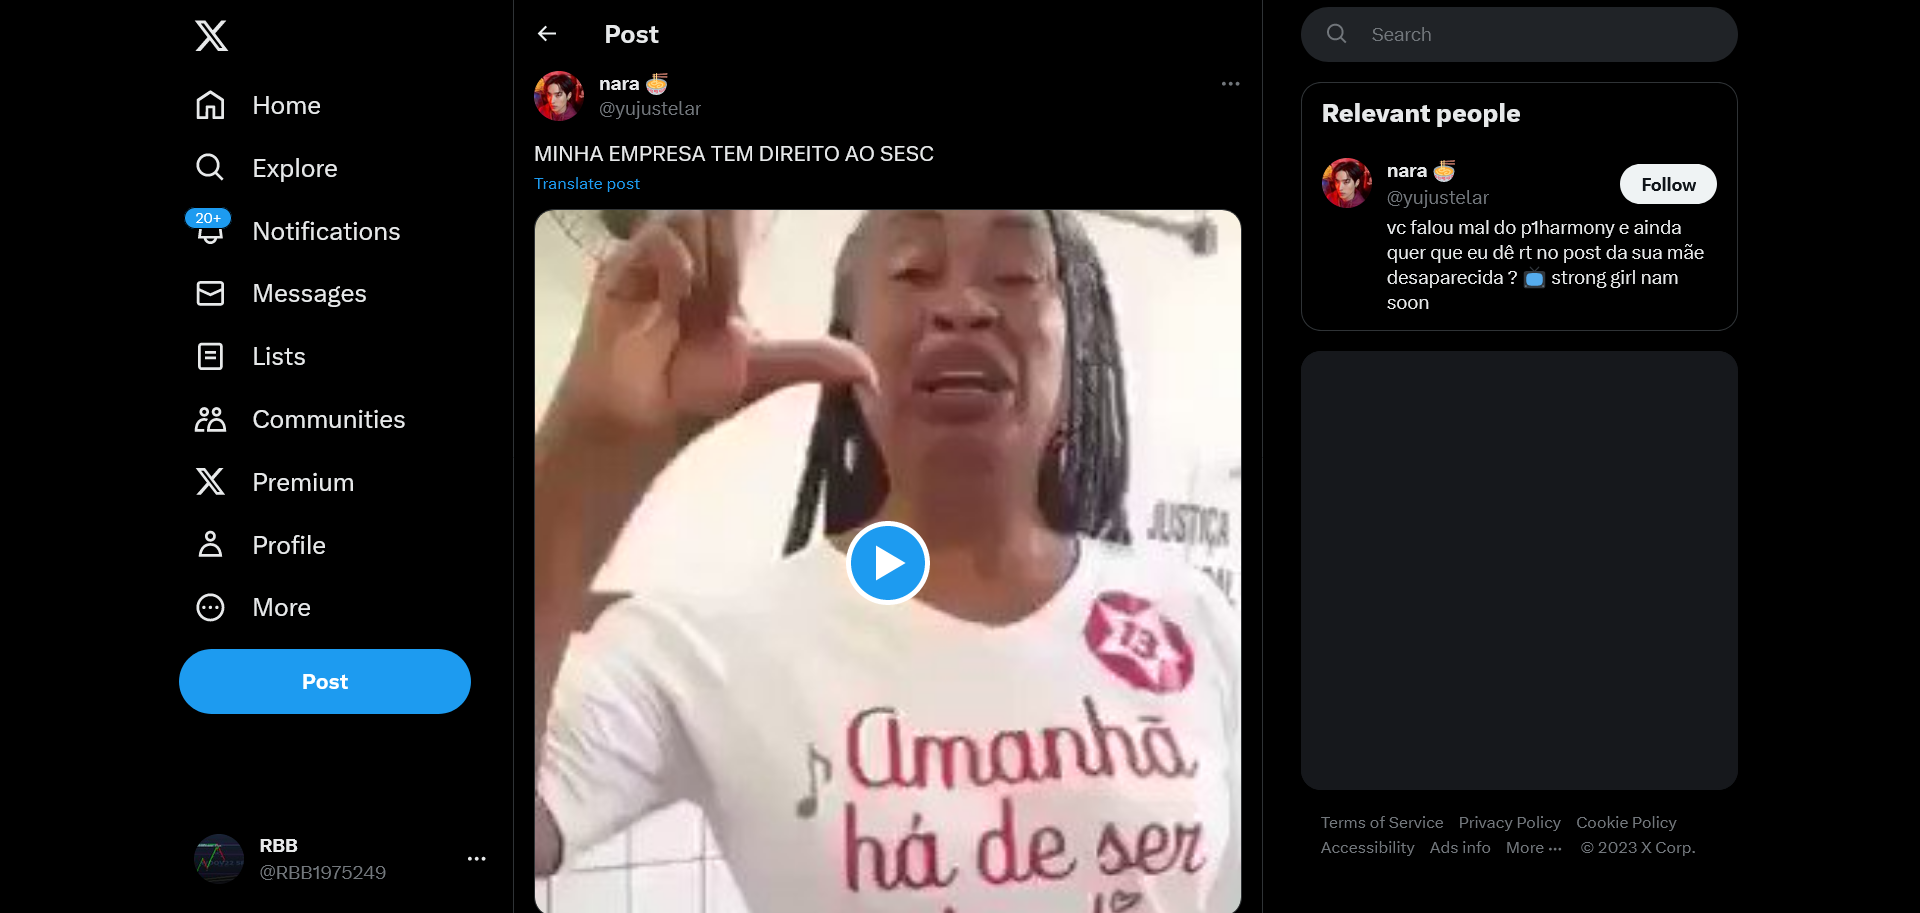 Home
Explore
20+
Notifications
Messages
Lists
Communities
Premium
Profile
More
Post
RBB
@RBB1975249
Post
nara
@yujustelar
MINHA EMPRESA TEM DIREITO AO SESC
Translate post
JUSTIÇA
13
Amanhã
há de ser
Search
Relevant people
nara
@yujustelar
Follow
vc falou mal do p1harmony e ainda
quer que eu dê rt no post da sua mãe
desaparecida ? 📺 strong girl nam
soon
Terms of Service Privacy Policy Cookie Policy
Accessibility Ads info More ··· © 2023 X Corp.